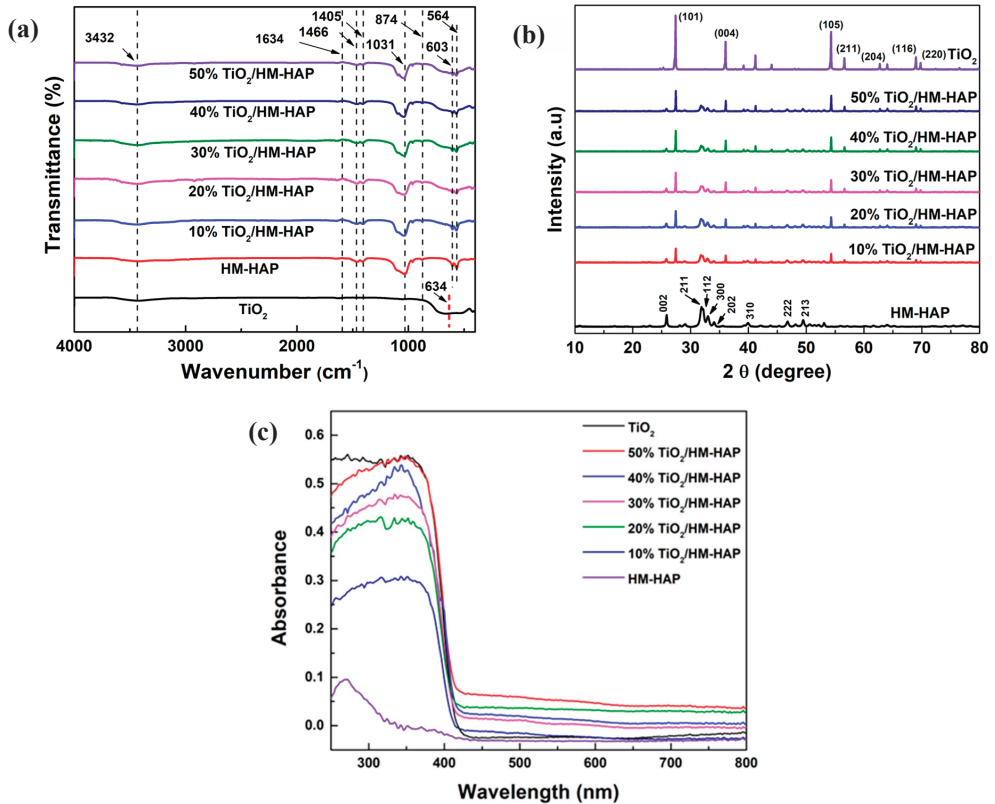 (a)
3432
1634
1466
1405
1031
874
603
564
50% TiO2/HM-HAP
40% TiO2/HM-HAP
30% TiO2/HM-HAP
20% TiO2/HM-HAP
10% TiO2/HM-HAP
HM-HAP
634
TiO2
Transmittance (%)
4000 3000 2000 1000
Wavenumber (cm-1)
(b)
(101)
(004)
(105)
(211)
(204)
(116)
(220)
TiO2
50% TiO2/HM-HAP
40% TiO2/HM-HAP
30% TiO2/HM-HAP
20% TiO2/HM-HAP
10% TiO2/HM-HAP
HM-HAP
002
211
112
300
202
310
222
213
Intensity (a.u)
10 20 30 40 50 60 70 80
2 θ (degree)
(c)
TiO2
50% TiO2/HM-HAP
40% TiO2/HM-HAP
30% TiO2/HM-HAP
20% TiO2/HM-HAP
10% TiO2/HM-HAP
HM-HAP
0.6
0.5
0.4
0.3
0.2
0.1
0.0
Absorbance
300 400 500 600 700 800
Wavelength (nm)